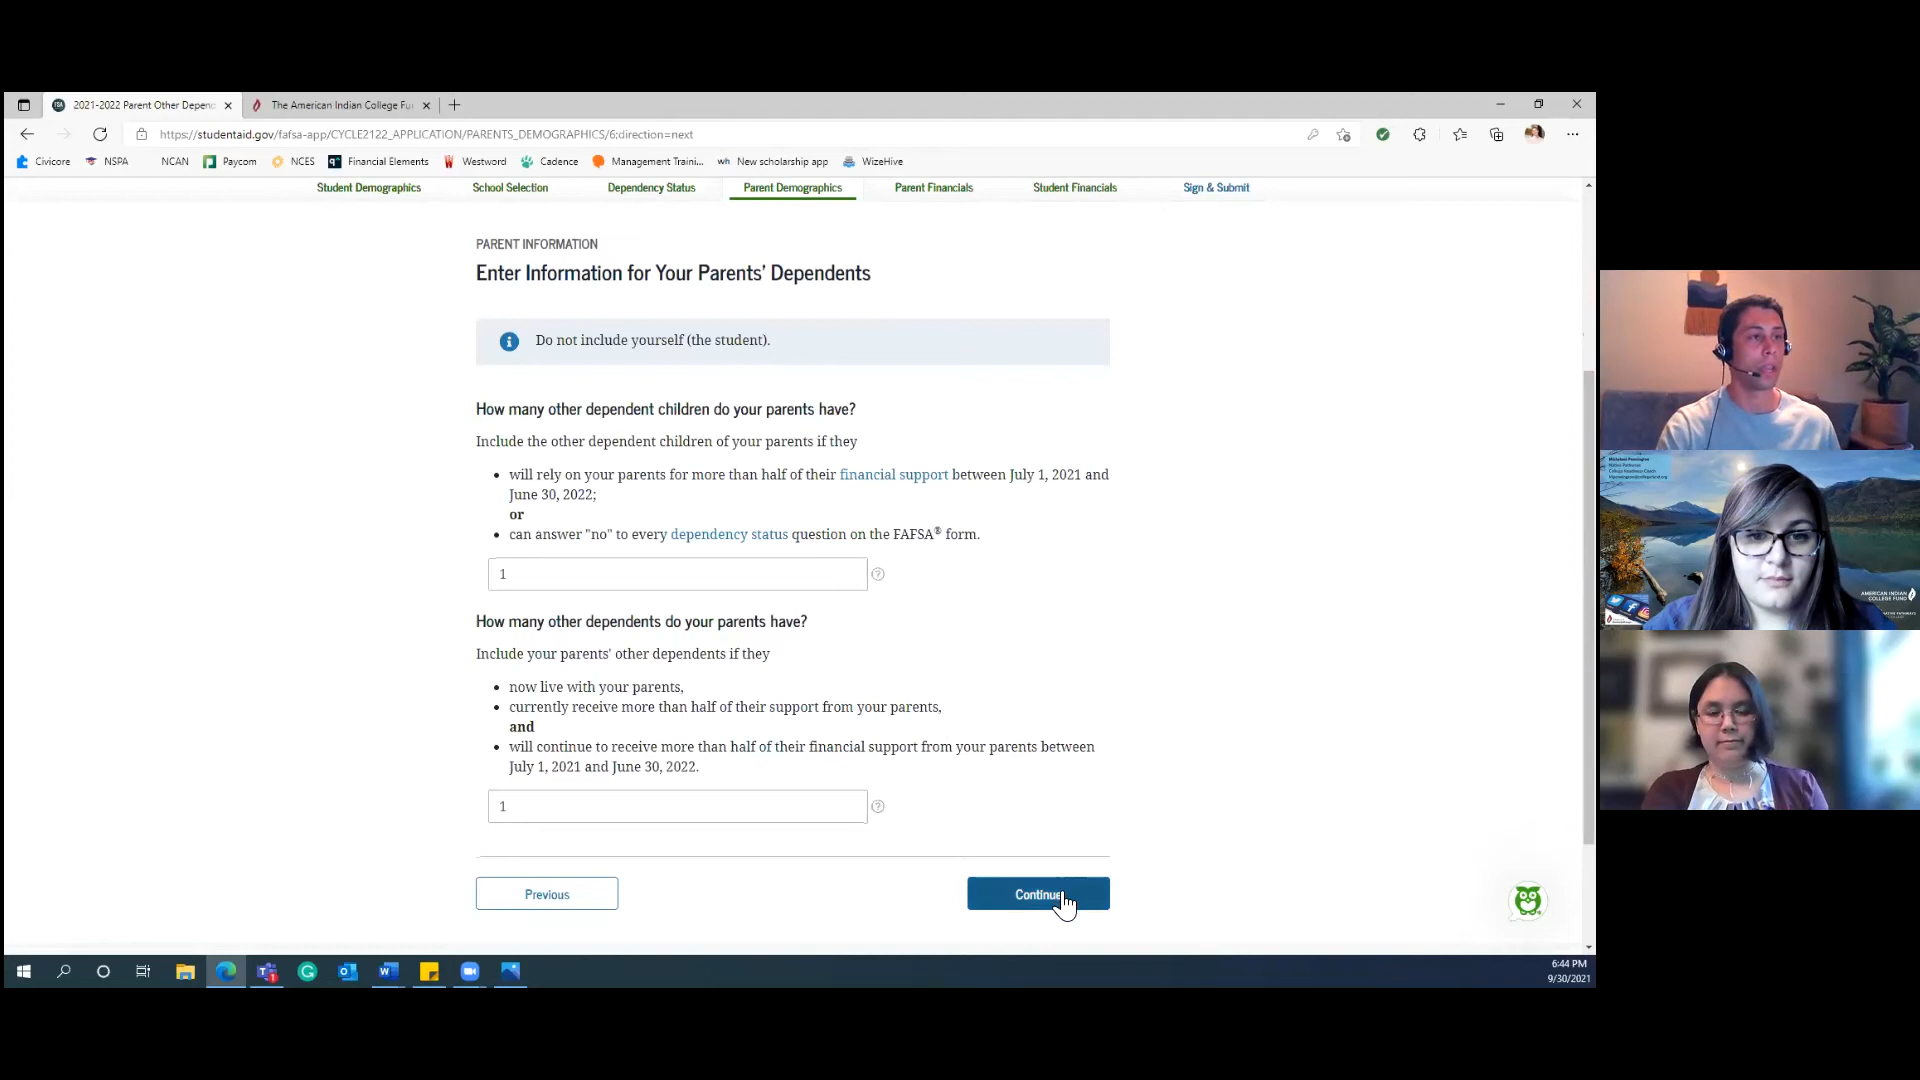 2021-2022 Parent Other Depend
The American Indian College Fu
https://studentaid.gov/fafsa-app/CYCLE2122_APPLICATION/PARENTS_DEMOGRAPHICS/6;direction=next
Civicore
NSPA
NCAN
Paycom
NCES
Financial Elements
Westword
Cadence
Management Traini...
wh New scholarship app
WizeHive
Student Demographics
School Selection
Dependency Status
Parent Demographics
Parent Financials
Student Financials
Sign & Submit
PARENT INFORMATION
Enter Information for Your Parents' Dependents
Do not include yourself (the student).
How many other dependent children do your parents have?
Include the other dependent children of your parents if they
• will rely on your parents for more than half of their financial support between July 1, 2021 and
June 30, 2022;
or
• can answer "no" to every dependency status question on the FAFSA® form.
1
How many other dependents do your parents have?
Include your parents' other dependents if they
• now live with your parents,
• currently receive more than half of their support from your parents,
and
• will continue to receive more than half of their financial support from your parents between
July 1, 2021 and June 30, 2022.
1
Previous
Continue
AMERICAN INDIAN
COLLEGE FUND
6:44 PM
9/30/2021